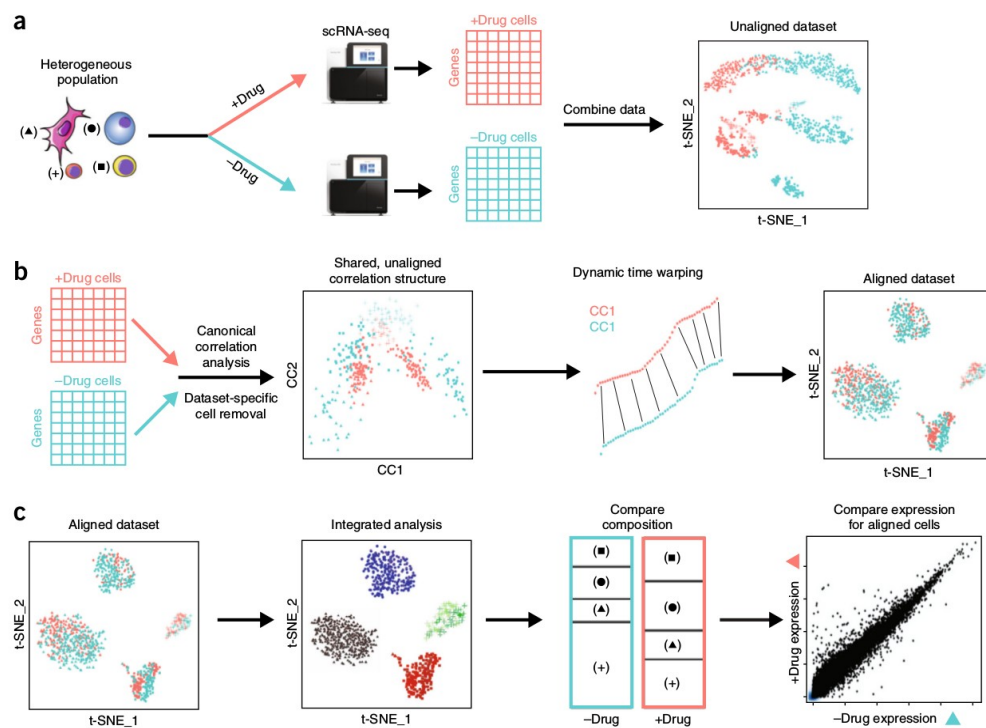 a
Heterogeneous
population
(▲)
(●)
(+)
(■)
+Drug
–Drug
scRNA-seq
+Drug cells
Genes
–Drug cells
Genes
Combine data
Unaligned dataset
t-SNE_2
t-SNE_1
b
+Drug cells
Genes
–Drug cells
Genes
Canonical
correlation
analysis
Dataset-specific
cell removal
Shared, unaligned
correlation structure
CC2
CC1
Dynamic time warping
CC1
CC1
Aligned dataset
t-SNE_2
t-SNE_1
c
Aligned dataset
t-SNE_2
t-SNE_1
Integrated analysis
t-SNE_2
t-SNE_1
Compare
composition
(■)
(●)
(▲)
(+)
–Drug
(■)
(●)
(▲)
(+)
+Drug
Compare expression
for aligned cells
+Drug expression
–Drug expression